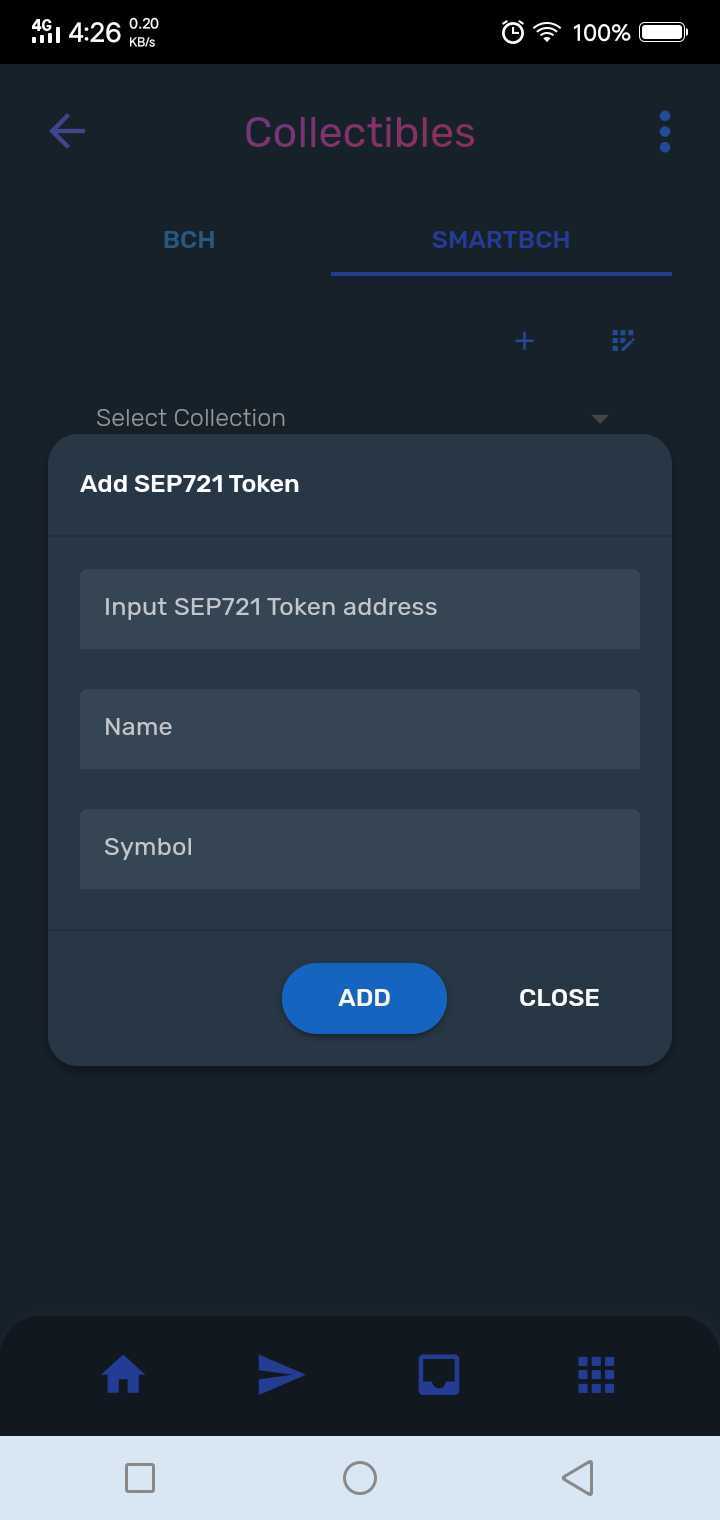 4G 4:26 0.20 KB/s 100%
Collectibles
BCH SMARTBCH
Select Collection
Add SEP721 Token
Input SEP721 Token address
Name
Symbol
ADD CLOSE